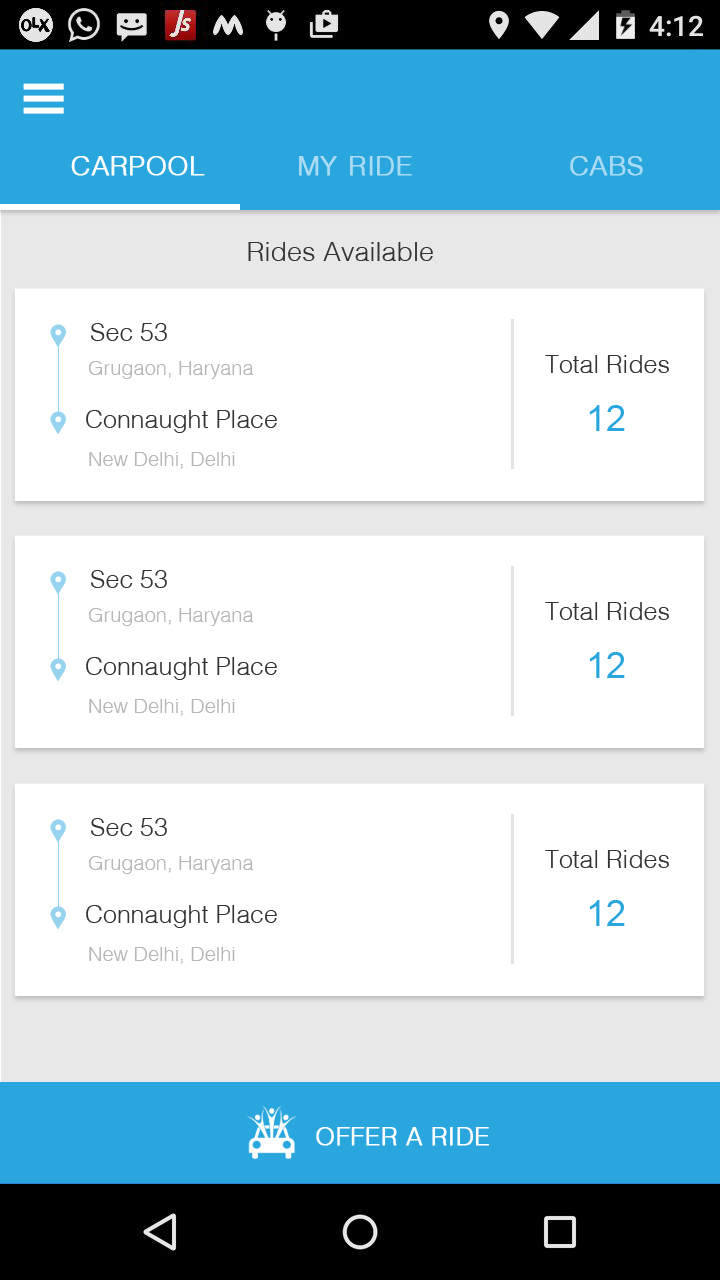 OLX
Js
4:12
CARPOOL MY RIDE CABS
Rides Available
Sec 53
Grugaon, Haryana
Connaught Place
New Delhi, Delhi
Total Rides
12
Sec 53
Grugaon, Haryana
Connaught Place
New Delhi, Delhi
Total Rides
12
Sec 53
Grugaon, Haryana
Connaught Place
New Delhi, Delhi
Total Rides
12
OFFER A RIDE